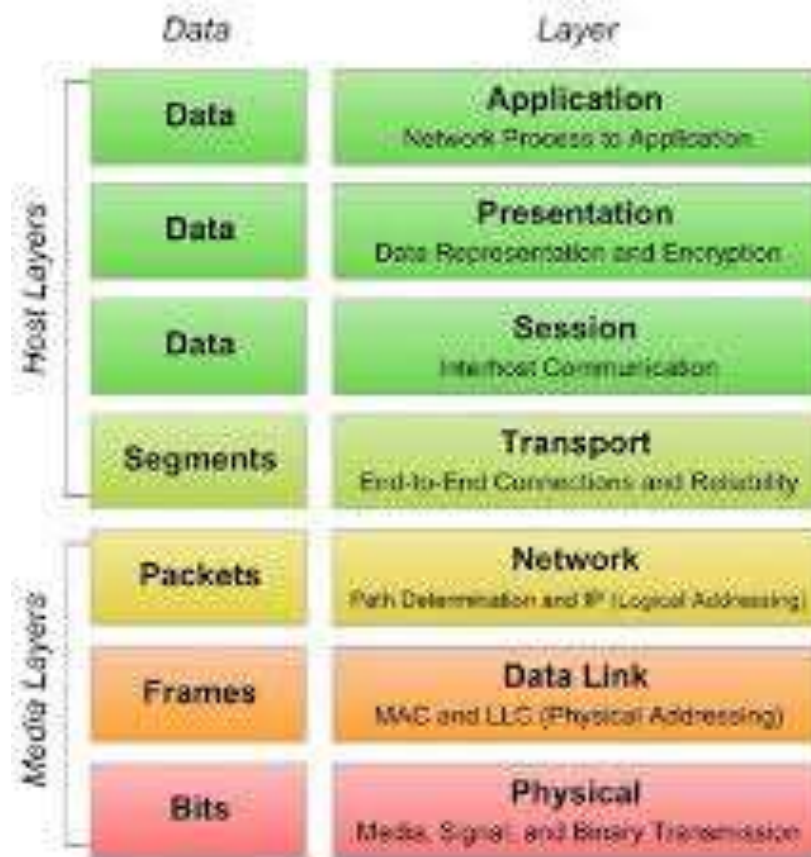 Data Layer
Host Layers
Data Application
Network Process to Application
Data Presentation
Data Representation and Encryption
Data Session
Interhost Communication
Segments Transport
End-to-End Connections and Reliability
Media Layers
Packets Network
Path Determination and IP (Logical Addressing)
Frames Data Link
MAC and LLC (Physical Addressing)
Bits Physical
Media, Signal, and Binary Transmission